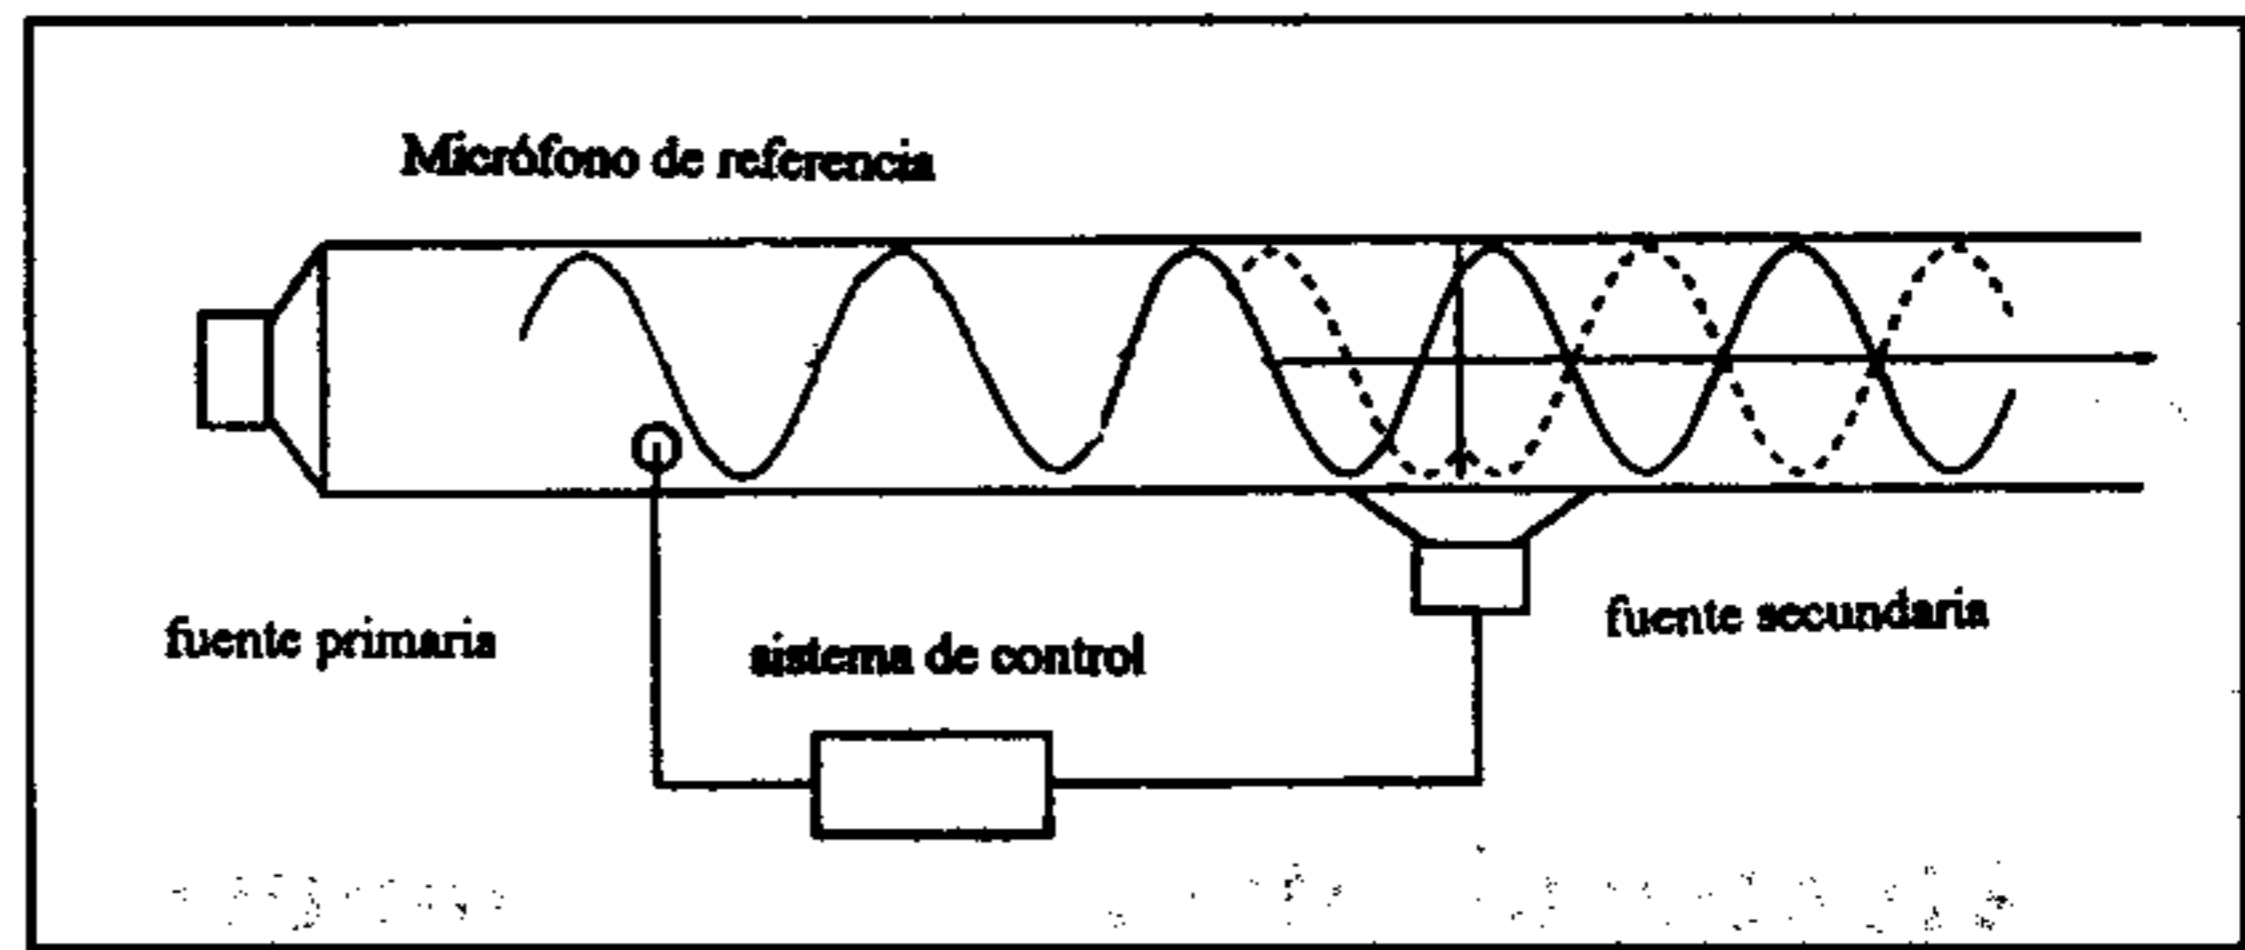 Micrófono de referencia
fuente primaria
sistema de control
fuente secundaria